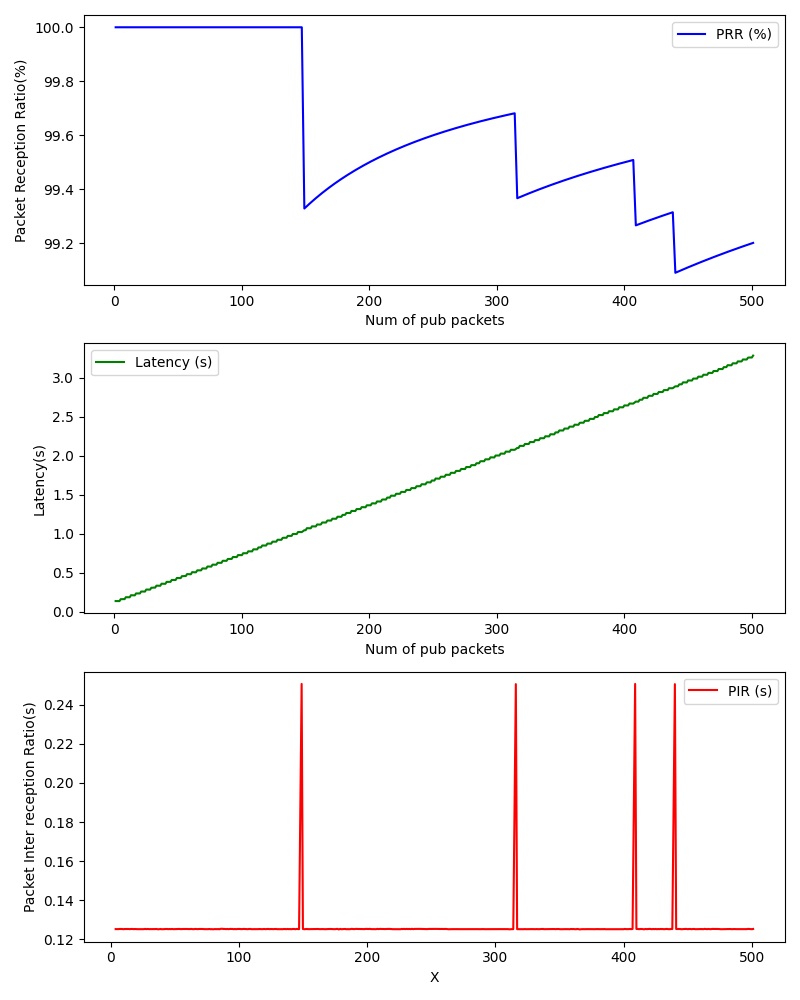 100.0
99.8
99.6
99.4
99.2
Packet Reception Ratio(%)
PRR (%)
0 100 200 300 400 500
Num of pub packets
3.0
2.5
2.0
1.5
1.0
0.5
0.0
Latency(s)
Latency (s)
0 100 200 300 400 500
Num of pub packets
0.24
0.22
0.20
0.18
0.16
0.14
0.12
Packet Inter reception Ratio(s)
PIR (s)
0 100 200 300 400 500
X